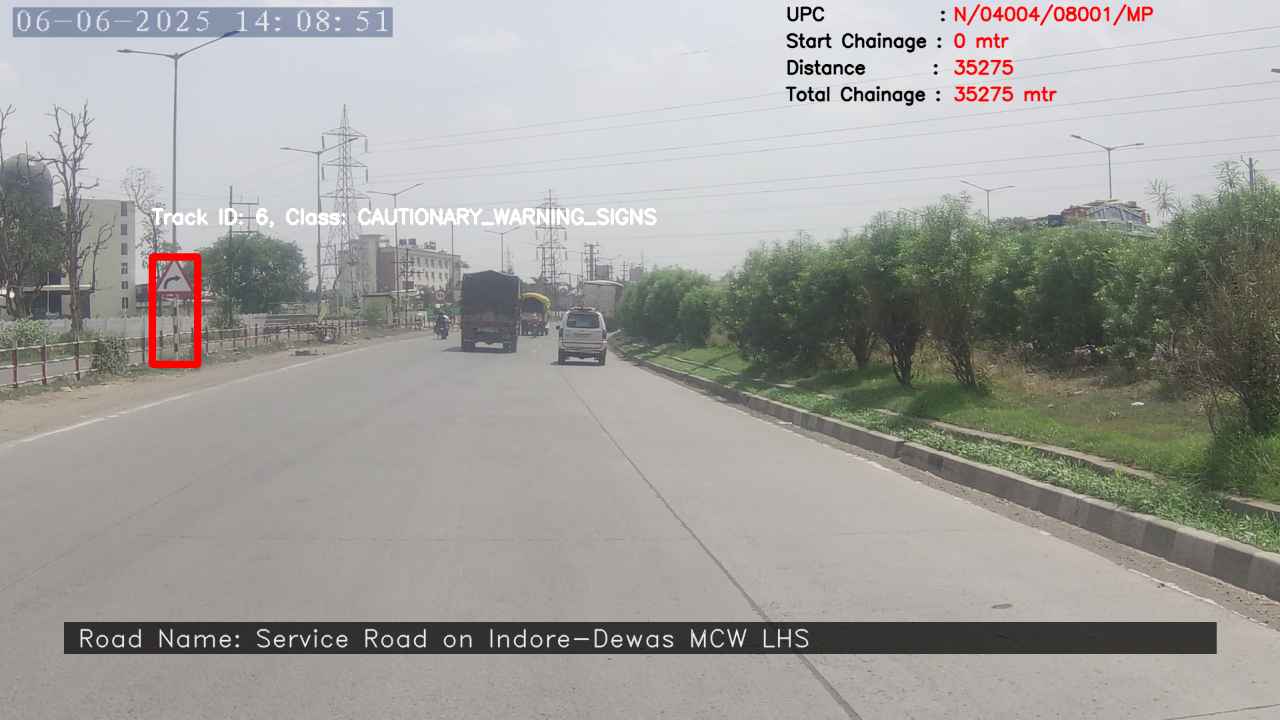 06-06-2025 14:08:51
UPC : N/04004/08001/MP
Start Chainage : 0 mtr
Distance : 35275
Total Chainage : 35275 mtr
Track ID: 6, Class: CAUTIONARY_WARNING_SIGNS
Road Name: Service Road on Indore-Dewas MCW LHS